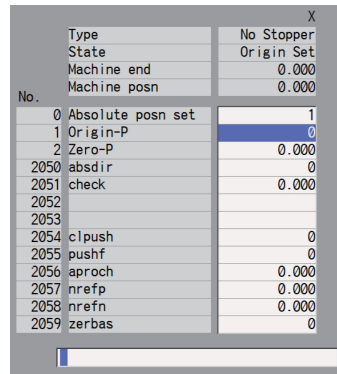 X
Type No Stopper
State Origin Set
Machine end 0.000
Machine posn 0.000
No.
0 Absolute posn set 1
1 Origin-P 0
2 Zero-P 0.000
2050 absdir 0
2051 check 0.000
2052
2053
2054 clpush 0
2055 pushf 0
2056 aproch 0.000
2057 nrefp 0.000
2058 nrefn 0.000
2059 zerbas 0